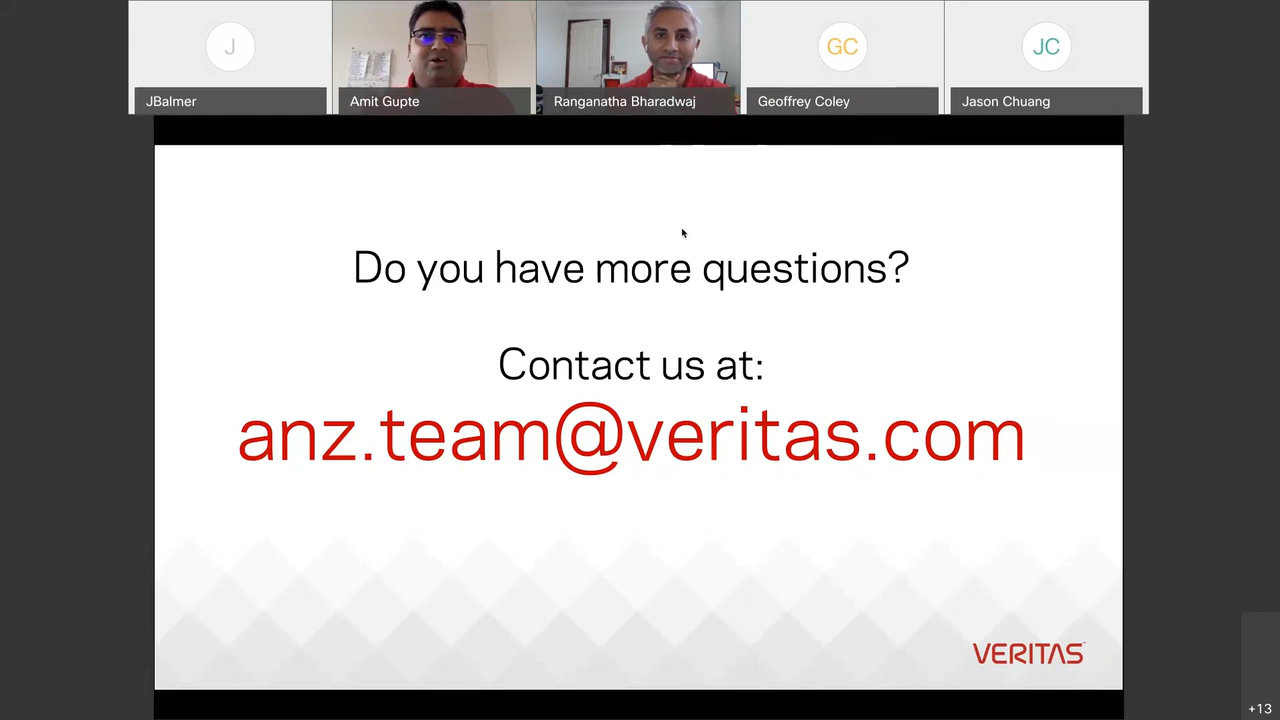 J
GC
JC
JBalmer
Amit Gupte
Ranganatha Bharadwaj
Geoffrey Coley
Jason Chuang
Do you have more questions?
Contact us at:
anz.team@veritas.com
VERITAS
+13